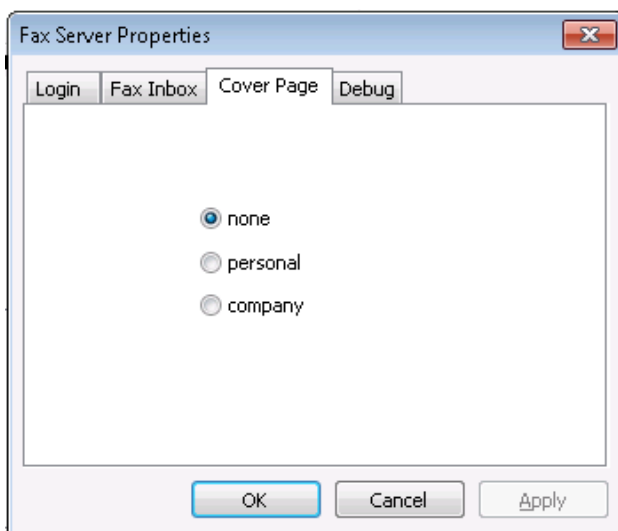 Fax Server Properties
Login Fax Inbox Cover Page Debug
none
personal
company
OK Cancel Apply